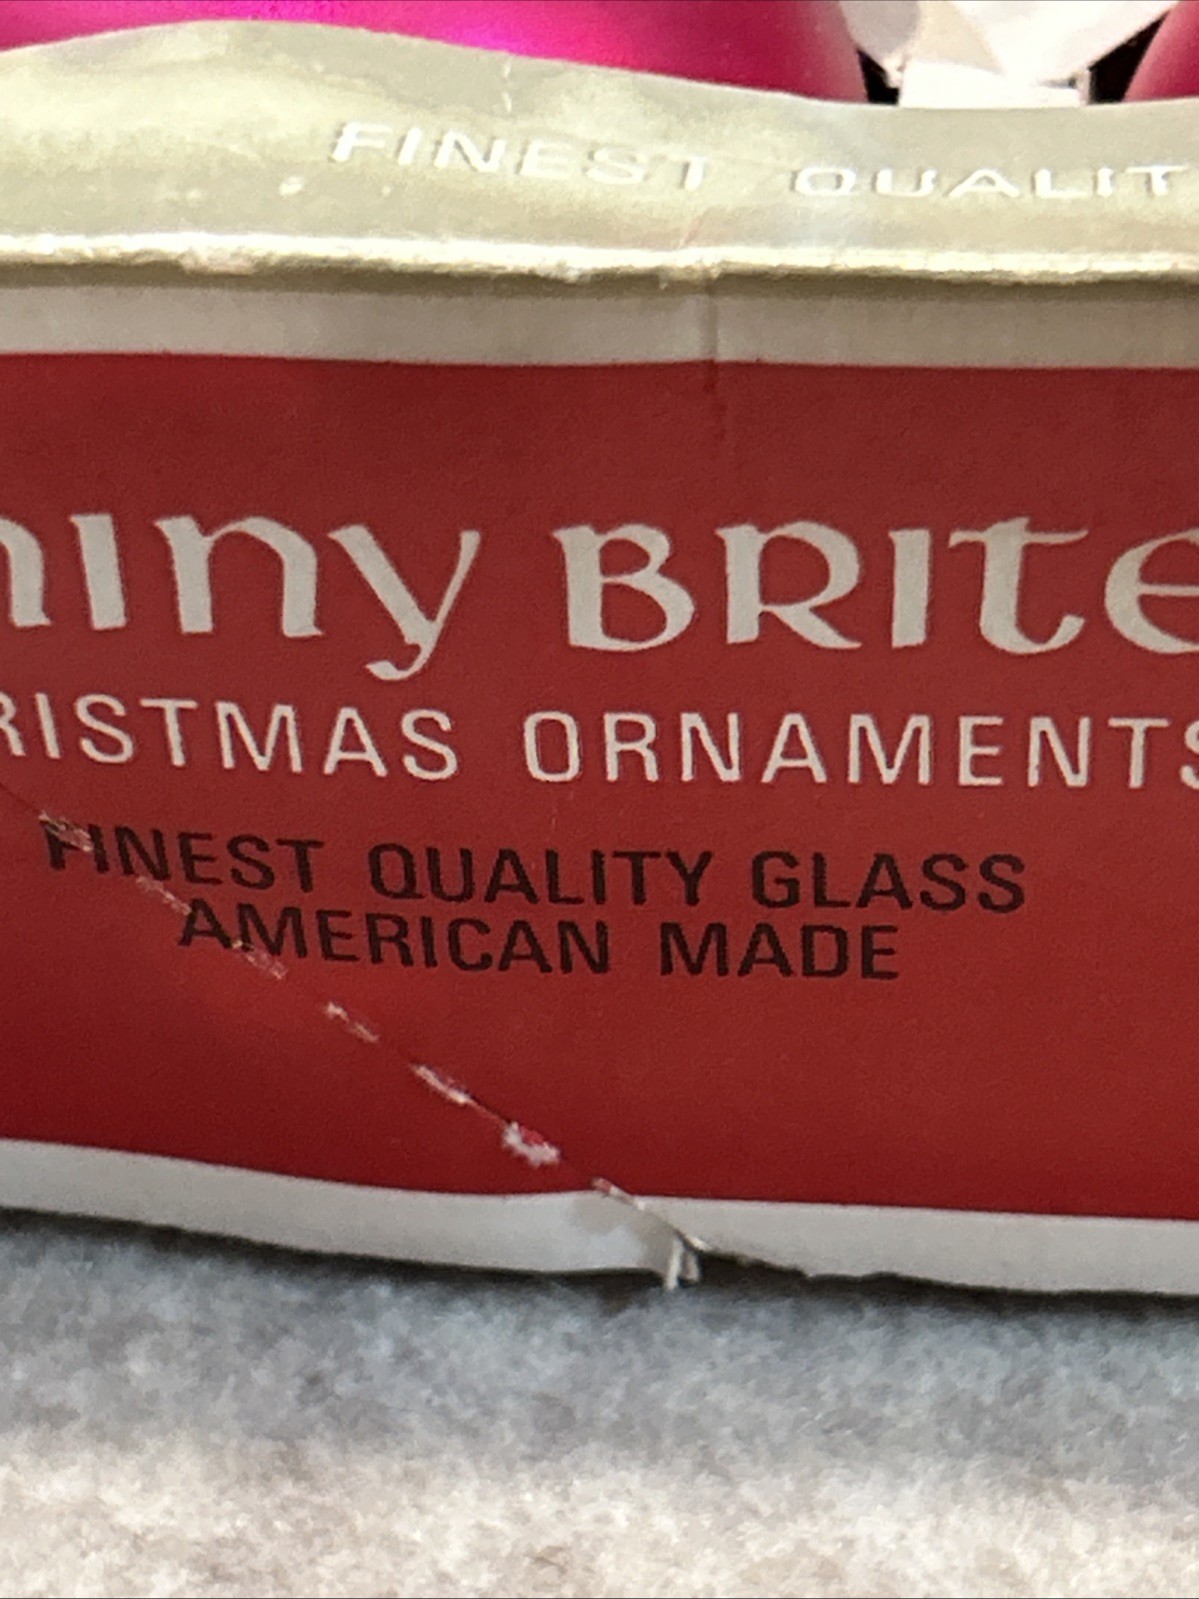 FINEST QUALIT
hiny BRITE
RISTMAS ORNAMENTS
FINEST QUALITY GLASS
AMERICAN MADE